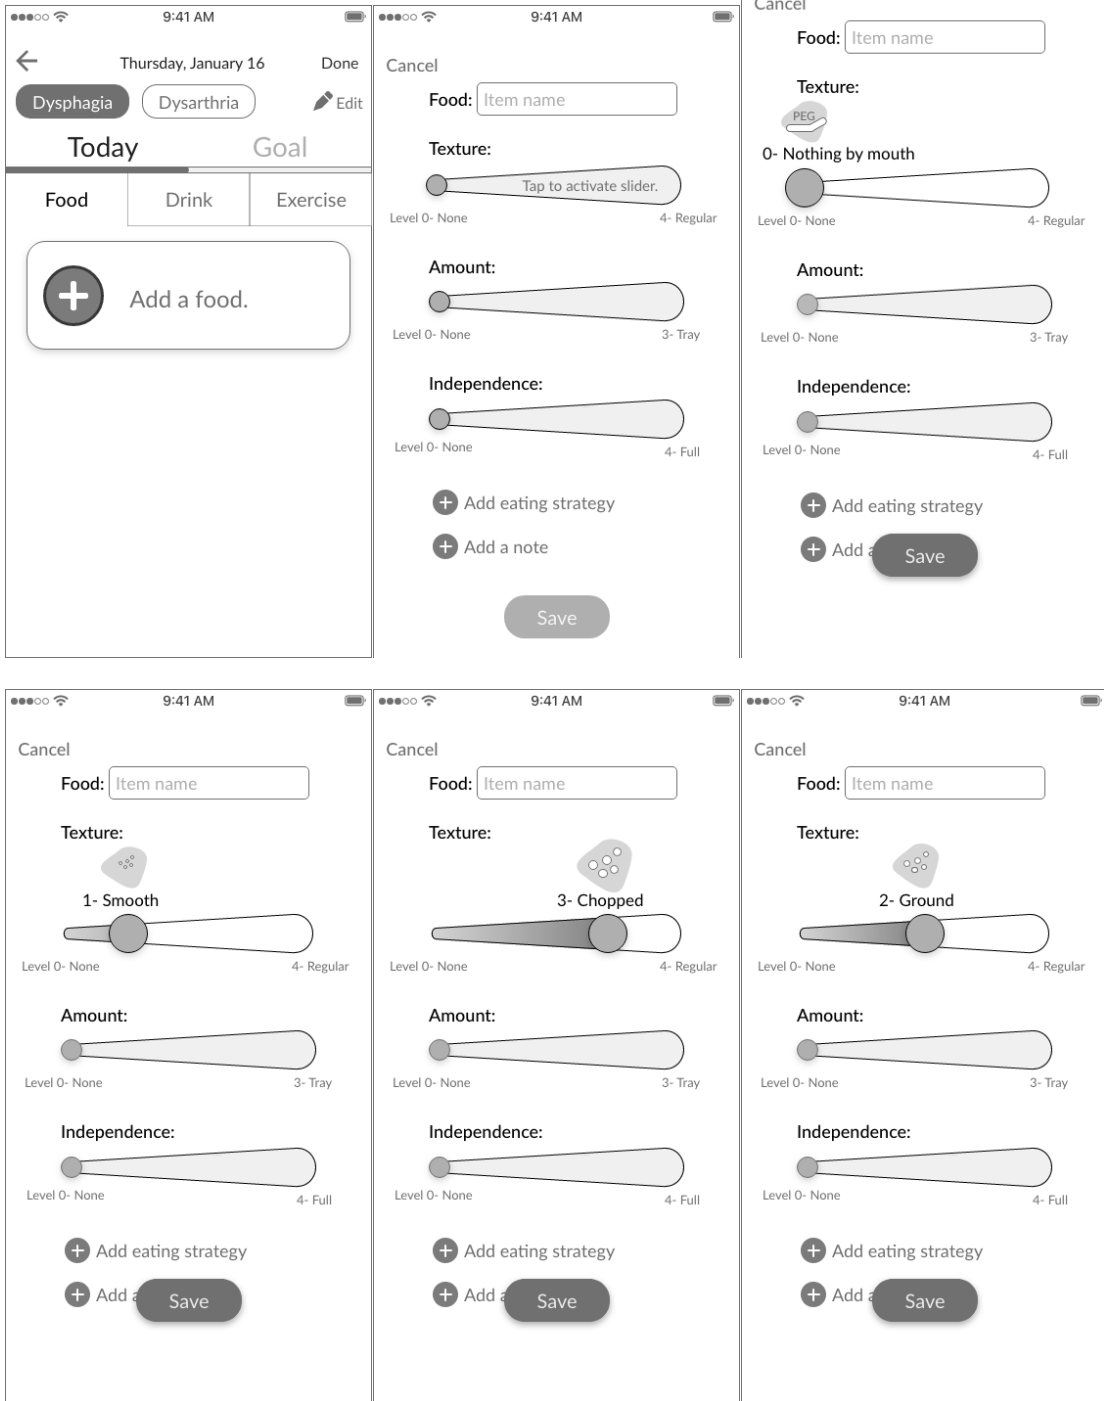 9:41 AM
Thursday, January 16
Done
Dysphagia
Dysarthria
Edit
Today
Goal
Food
Drink
Exercise
Add a food.
9:41 AM
Cancel
Food: Item name
Texture:
Tap to activate slider.
Level 0- None
4- Regular
Amount:
Level 0- None
3- Tray
Independence:
Level 0- None
4- Full
Add eating strategy
Add a note
Save
Cancel
Food: Item name
Texture:
PEG
0- Nothing by mouth
Level 0- None
4- Regular
Amount:
Level 0- None
3- Tray
Independence:
Level 0- None
4- Full
Add eating strategy
Add a
Save
9:41 AM
Cancel
Food: Item name
Texture:
1- Smooth
Level 0- None
4- Regular
Amount:
Level 0- None
3- Tray
Independence:
Level 0- None
4- Full
Add eating strategy
Add a
Save
9:41 AM
Cancel
Food: Item name
Texture:
3- Chopped
Level 0- None
4- Regular
Amount:
Level 0- None
3- Tray
Independence:
Level 0- None
4- Full
Add eating strategy
Add a
Save
9:41 AM
Cancel
Food: Item name
Texture:
2- Ground
Level 0- None
4- Regular
Amount:
Level 0- None
3- Tray
Independence:
Level 0- None
4- Full
Add eating strategy
Add a
Save